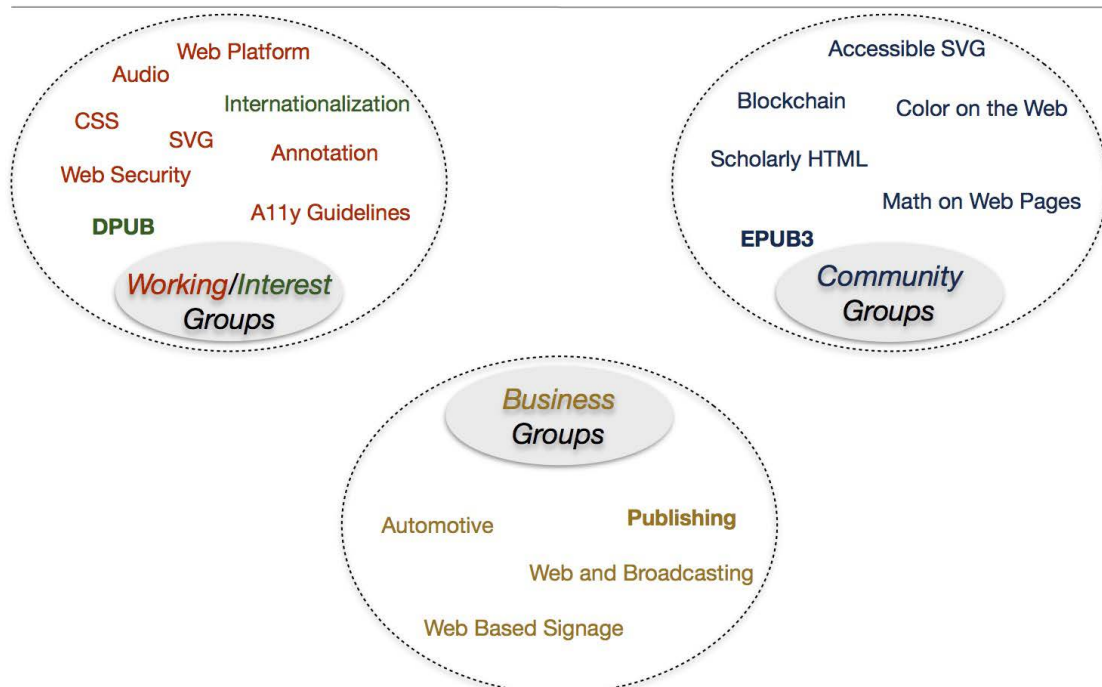 Web Platform
Audio
Internationalization
CSS
SVG
Annotation
Web Security
A11y Guidelines
DPUB
Working/Interest
Groups
Accessible SVG
Blockchain
Color on the Web
Scholarly HTML
Math on Web Pages
EPUB3
Community
Groups
Business
Groups
Automotive
Publishing
Web and Broadcasting
Web Based Signage